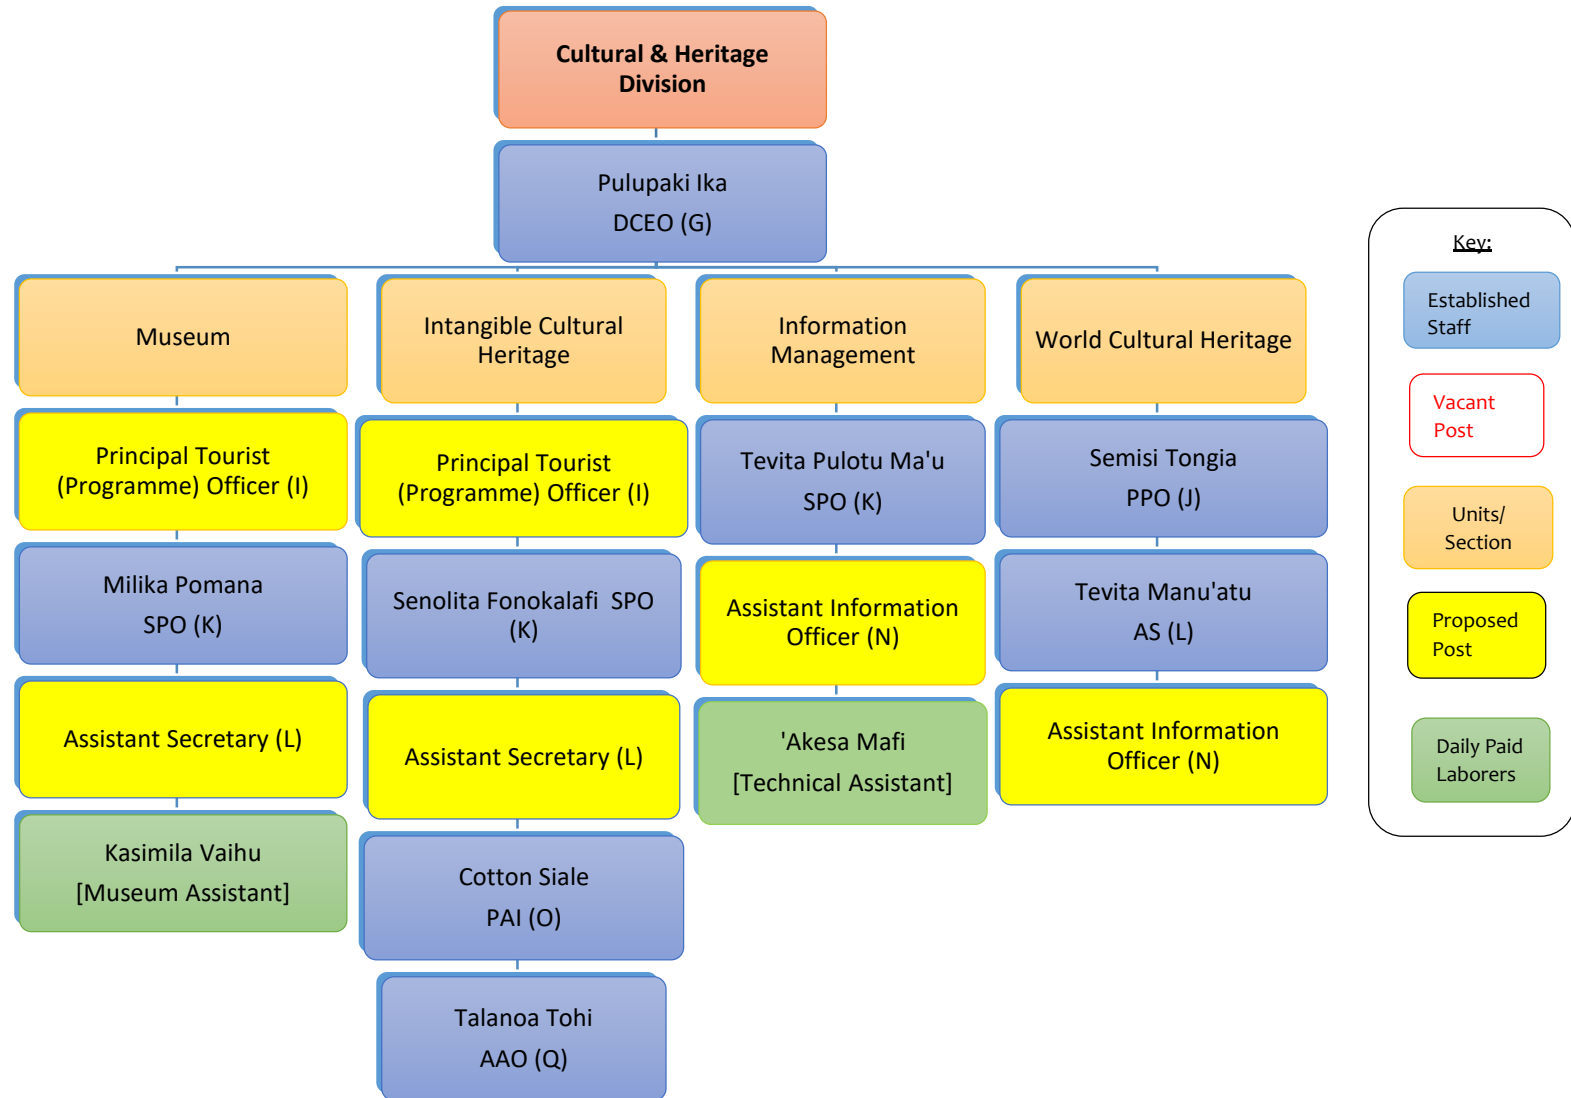 Cultural & Heritage
Division
Pulupaki Ika
DCEO (G)
Museum
Principal Tourist
(Programme) Officer (I)
Milika Pomana
SPO (K)
Assistant Secretary (L)
Kasimila Vaihu
[Museum Assistant]
Intangible Cultural
Heritage
Principal Tourist
(Programme) Officer (I)
Senolita Fonokalafi SPO
(K)
Assistant Secretary (L)
Cotton Siale
PAI (O)
Talanoa Tohi
AAO (Q)
Information
Management
Tevita Pulotu Ma'u
SPO (K)
Assistant Information
Officer (N)
'Akesa Mafi
[Technical Assistant]
World Cultural Heritage
Semisi Tongia
PPO (J)
Tevita Manu'atu
AS (L)
Assistant Information
Officer (N)
Key:
Established
Staff
Vacant
Post
Units/
Section
Proposed
Post
Daily Paid
Laborers